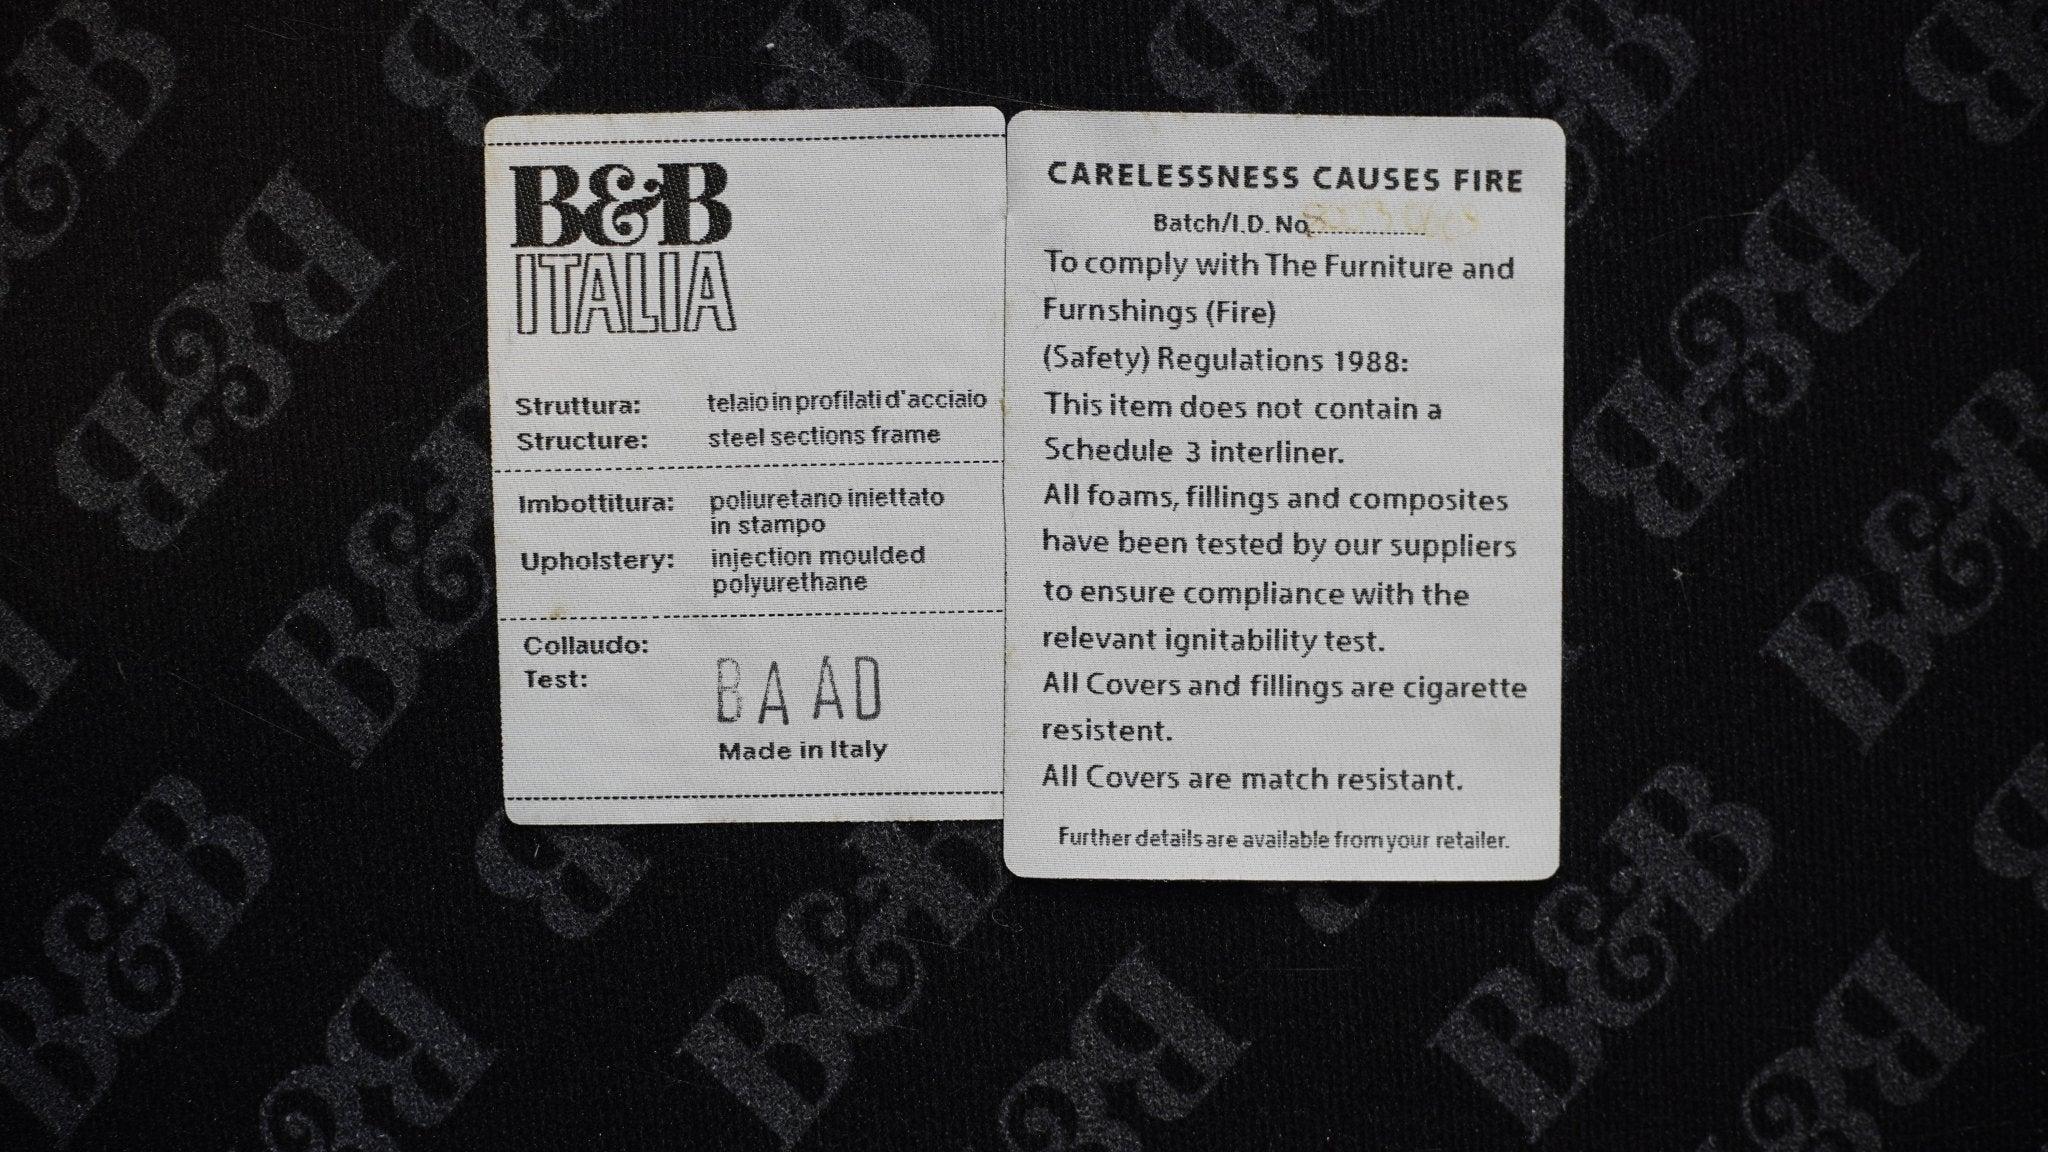 B&B
ITALIA
Struttura: telaio in profilati d'acciaio
Structure: steel sections frame
Imbottitura: poliuretano iniettato
in stampo
Upholstery: injection moulded
polyurethane
Collaudo:
Test:
BAAD
Made in Italy
CARELESSNESS CAUSES FIRE
Batch/I.D. No
To comply with The Furniture and
Furnshings (Fire)
(Safety) Regulations 1988:
This item does not contain a
Schedule 3 interliner.
All foams, fillings and composites
have been tested by our suppliers
to ensure compliance with the
relevant ignitability test.
All Covers and fillings are cigarette
resistent.
All Covers are match resistant.
Further details are available from your retailer.